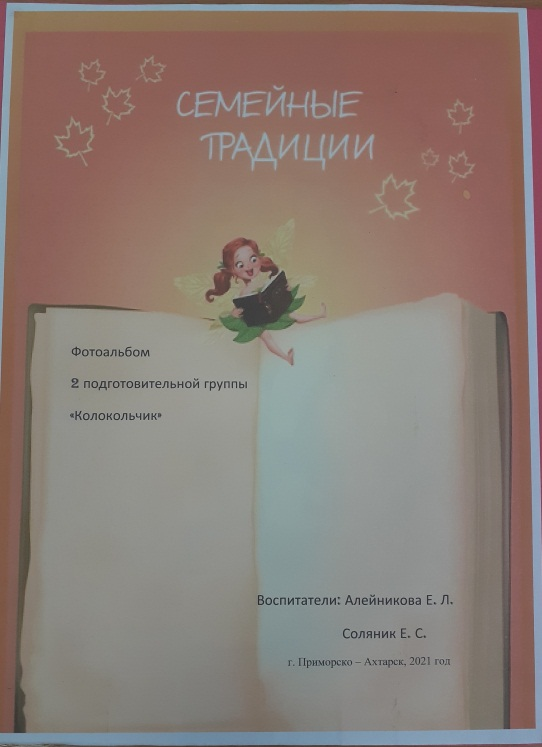 СЕМЕЙНЫЕ
ТРАДИЦИИ
Фотоальбом
2 подготовительной группы
«Колокольчик»
Воспитатели: Алейникова Е. Л.
Соляник Е. С.
г. Приморско – Ахтарск, 2021 год